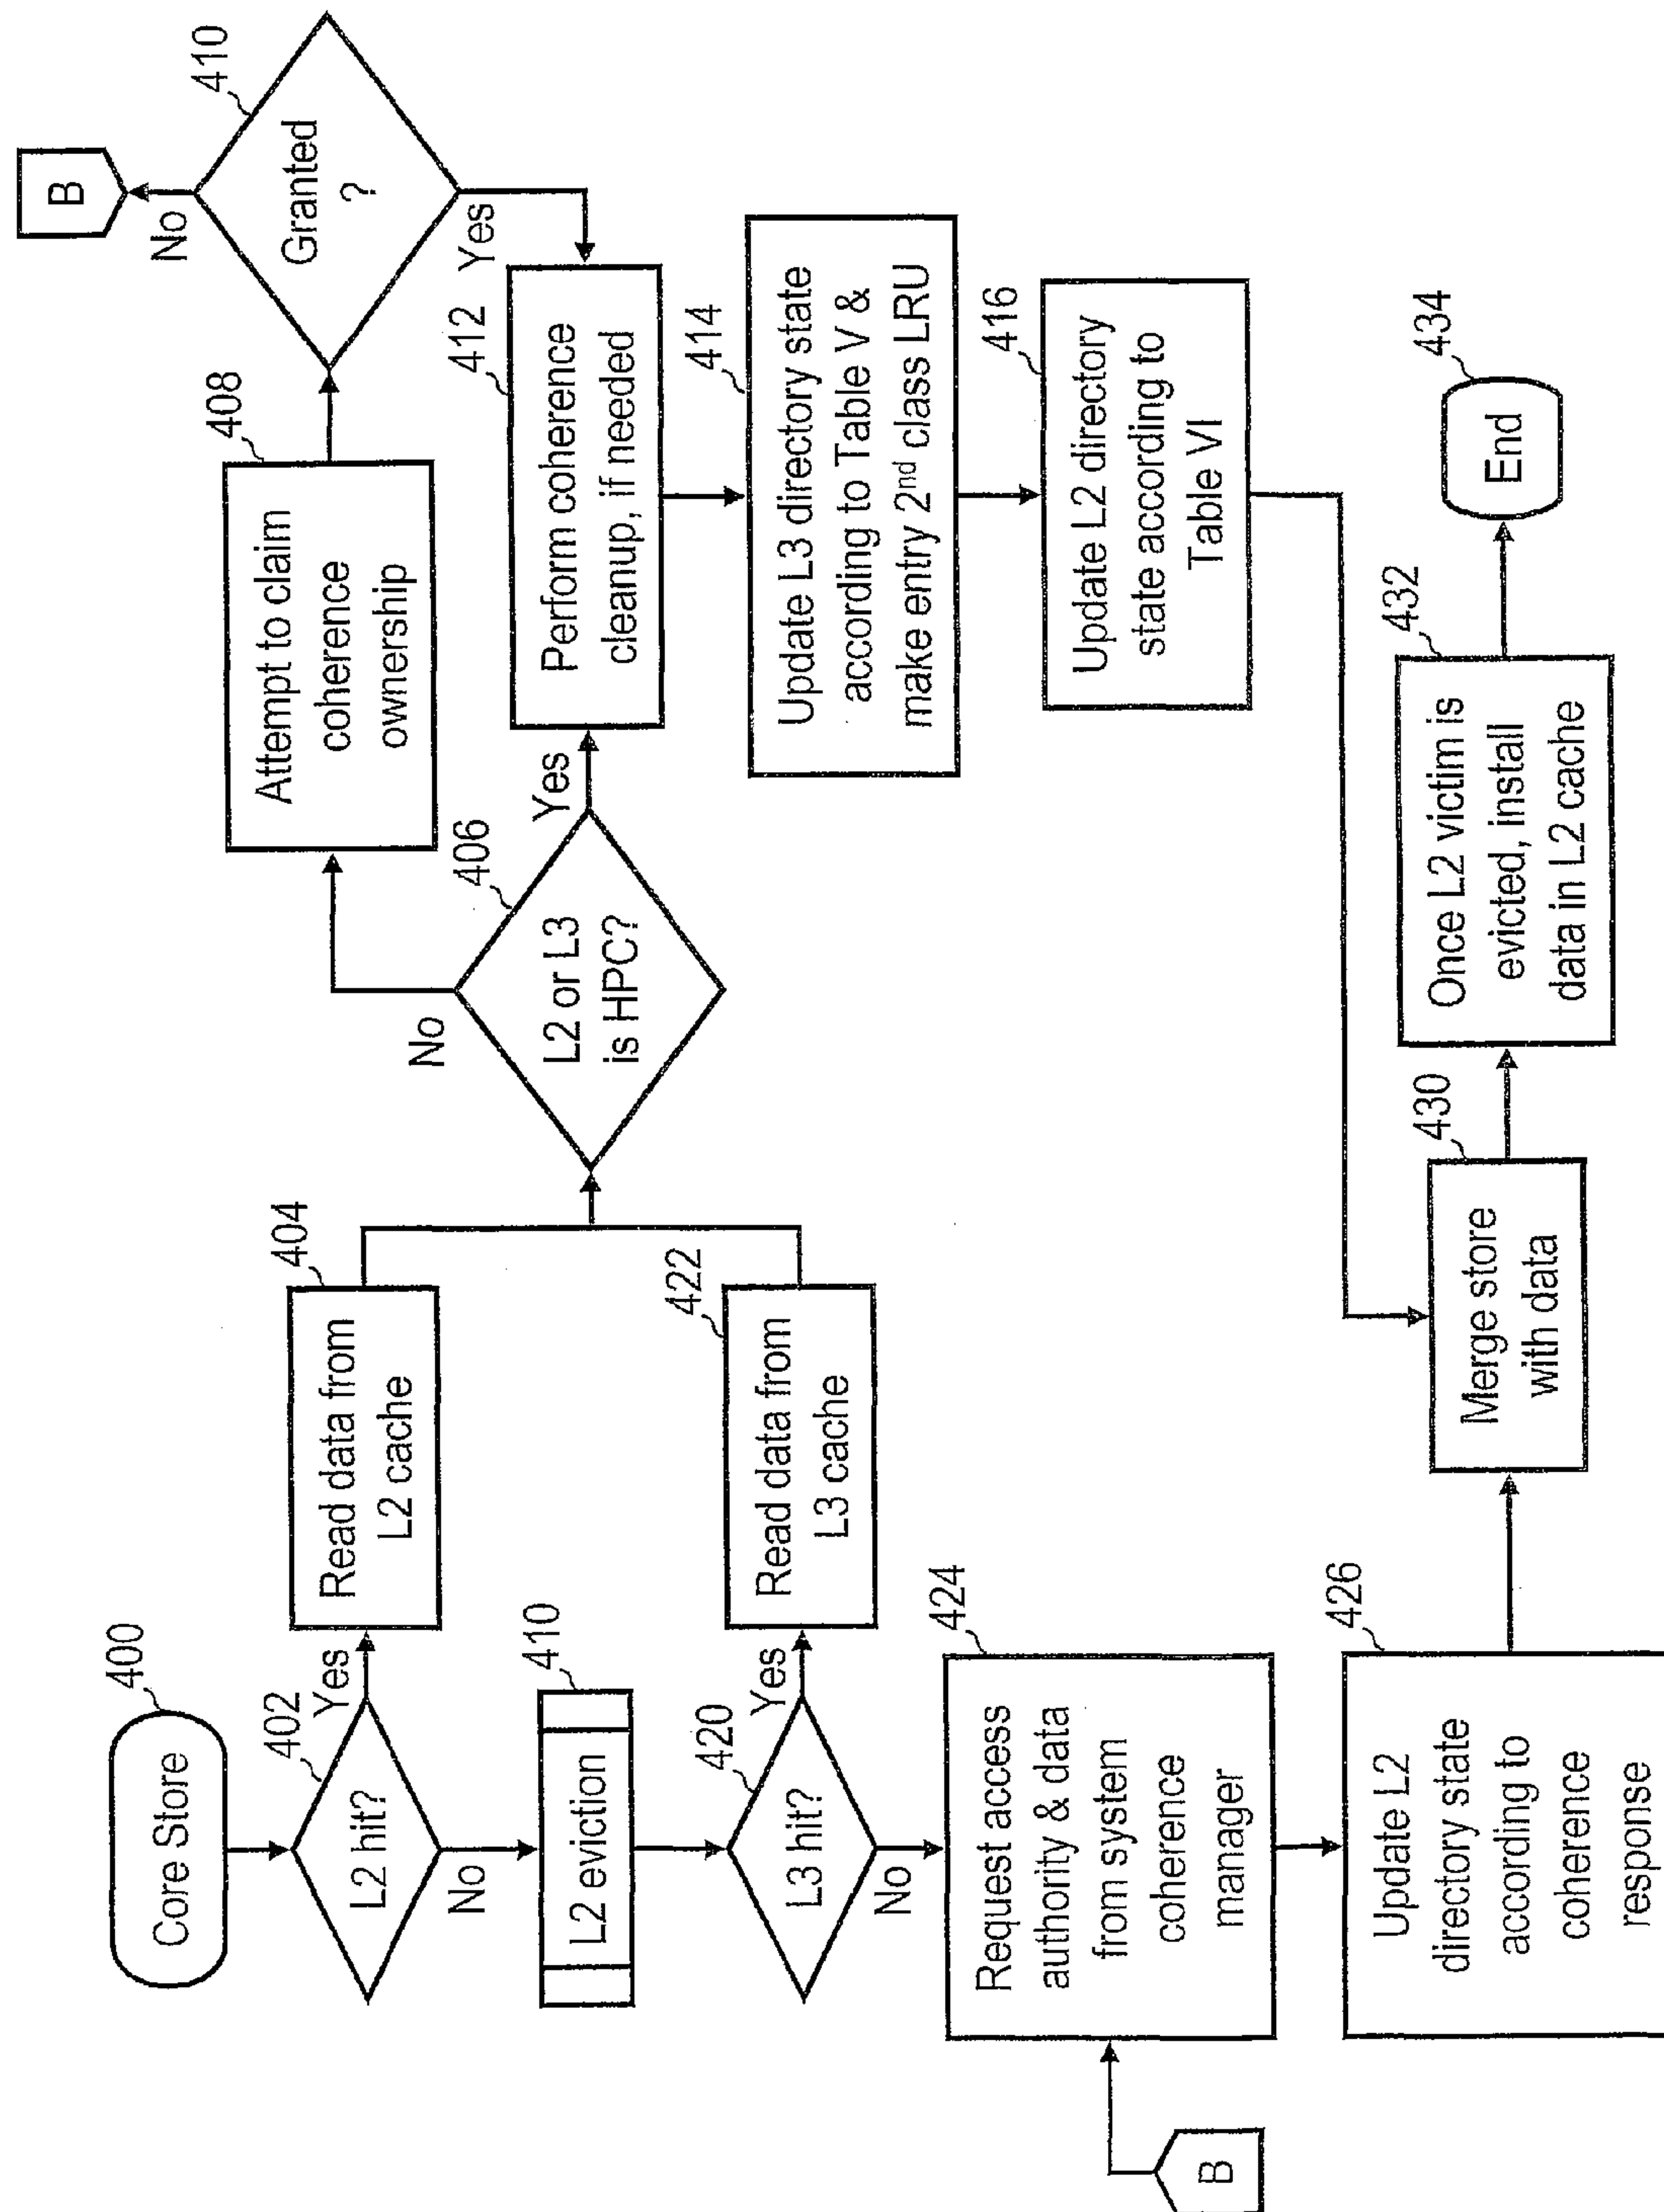 400
Core Store
402
L2 hit?
Yes
No
404
Read data from
L2 cache
410
L2 eviction
420
L3 hit?
Yes
No
422
Read data from
L3 cache
406
L2 or L3
is HPC?
No
Yes
408
Attempt to claim
coherence
ownership
410
Granted
?
No
B
Yes
412
Perform coherence
cleanup, if needed
414
Update L3 directory state
according to Table V &
make entry 2nd class LRU
416
Update L2 directory
state according to
Table VI
B
424
Request access
authority & data
from system
coherence
manager
426
Update L2
directory state
according to
coherence
response
430
Merge store
with data
432
Once L2 victim is
evicted, install
data in L2 cache
434
End